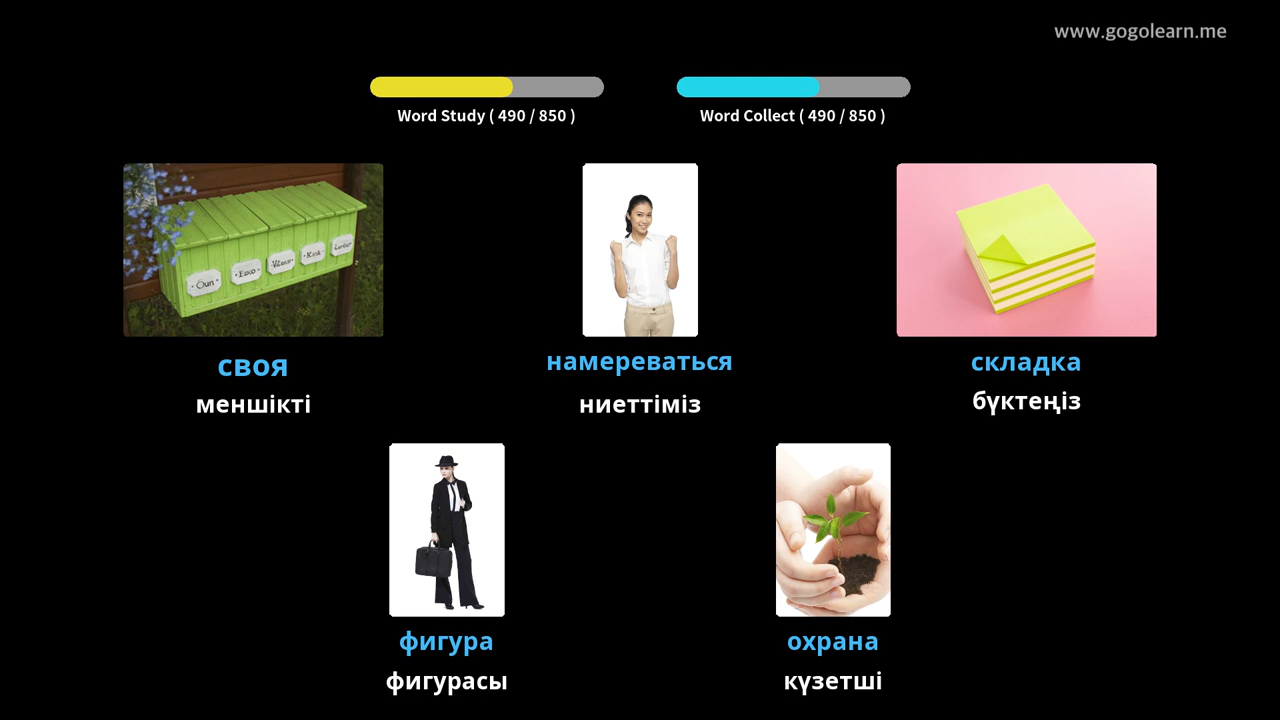 www.gogolearn.me
Word Study ( 490 / 850 )
Word Collect ( 490 / 850 )
своя
меншікті
намереваться
ниеттіміз
складка
бүктеңіз
фигура
фигурасы
охрана
күзетші